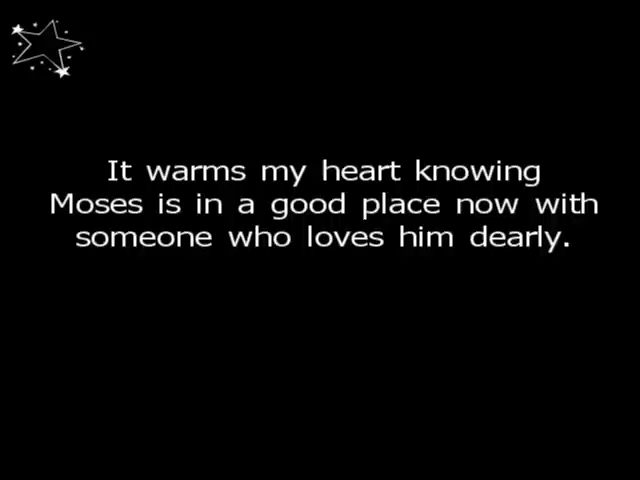 It warms my heart knowing
Moses is in a good place now with
someone who loves him dearly.